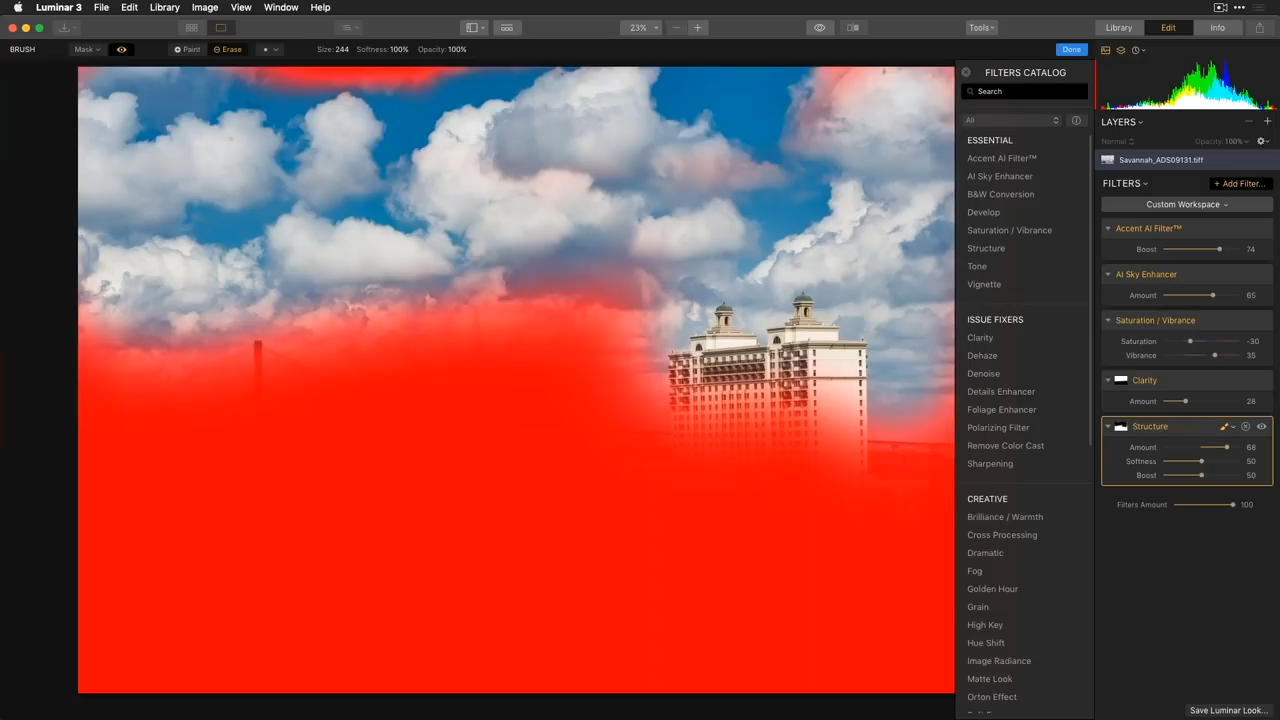 Luminar 3 File Edit Library Image View Window Help
23% Tools Library Edit Info
BRUSH Mask Paint Erase Size: 244 Softness: 100% Opacity: 100% Done
FILTERS CATALOG
Search
All
ESSENTIAL
Accent AI Filter™
AI Sky Enhancer
B&W Conversion
Develop
Saturation / Vibrance
Structure
Tone
Vignette
ISSUE FIXERS
Clarity
Dehaze
Denoise
Details Enhancer
Foliage Enhancer
Polarizing Filter
Remove Color Cast
Sharpening
CREATIVE
Brilliance / Warmth
Cross Processing
Dramatic
Fog
Golden Hour
Grain
High Key
Hue Shift
Image Radiance
Matte Look
Orton Effect
LAYERS
Normal Opacity: 100%
Savannah_ADS09131.tiff
FILTERS + Add Filter...
Custom Workspace
Accent AI Filter™
Boost 74
AI Sky Enhancer
Amount 65
Saturation / Vibrance
Saturation -30
Vibrance 35
Clarity
Amount 28
Structure
Amount 68
Softness 50
Boost 50
Filters Amount 100
Save Luminar Look...